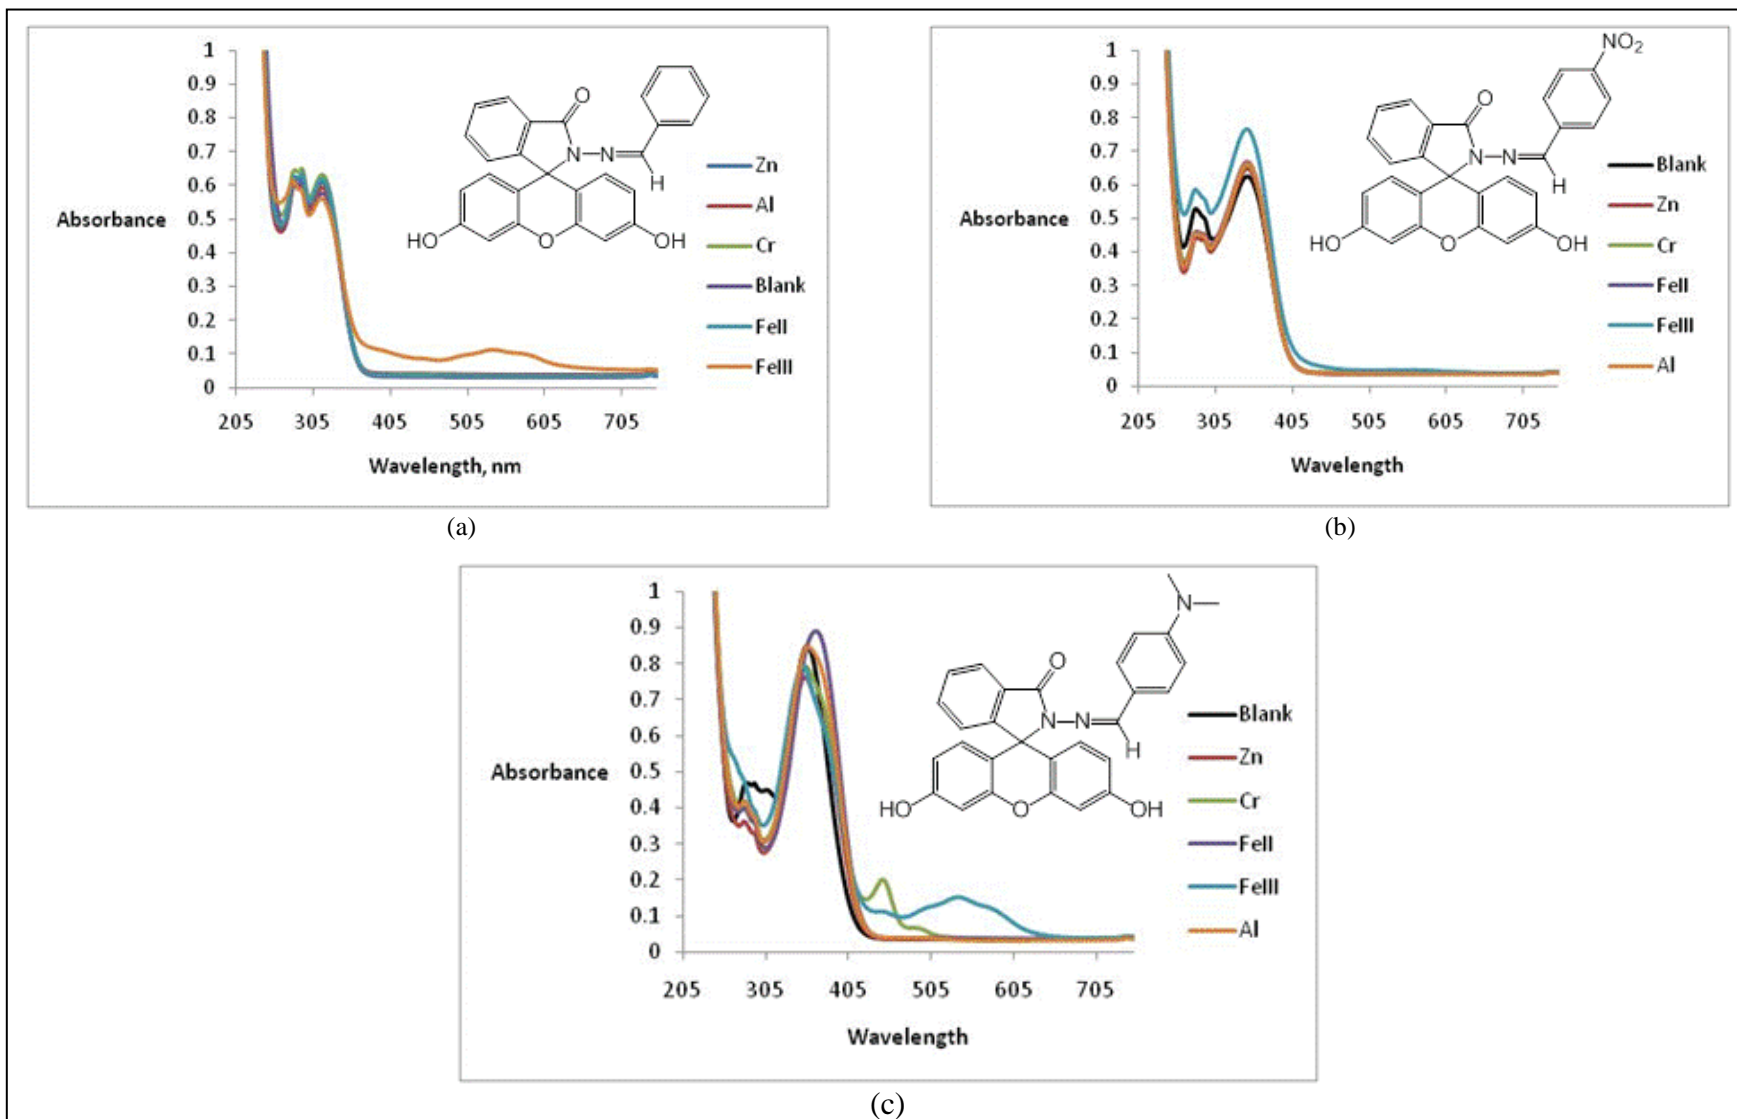 1
0.9
0.8
0.7
0.6
0.5
0.4
0.3
0.2
0.1
0
Absorbance
205 305 405 505 605 705
Wavelength, nm
O
N N
H
HO O OH
Zn
Al
Cr
Blank
FeII
FeIII
(a)
1
0.9
0.8
0.7
0.6
0.5
0.4
0.3
0.2
0.1
0
Absorbance
205 305 405 505 605 705
Wavelength
NO2
O
N N
H
HO O OH
Blank
Zn
Cr
FeII
FeIII
Al
(b)
1
0.9
0.8
0.7
0.6
0.5
0.4
0.3
0.2
0.1
0
Absorbance
205 305 405 505 605 705
Wavelength
N
O
N N
H
HO O OH
Blank
Zn
Cr
FeII
FeIII
Al
(c)